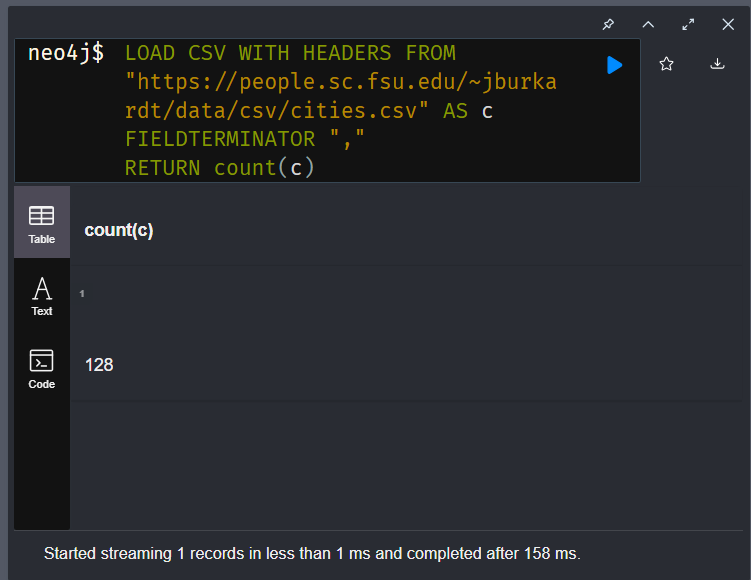 neo4j$ LOAD CSV WITH HEADERS FROM
"https://people.sc.fsu.edu/~jburka
rdt/data/csv/cities.csv" AS c
FIELDTERMINATOR ","
RETURN count(c)
Table
count(c)
1
Text
128
Code
Started streaming 1 records in less than 1 ms and completed after 158 ms.